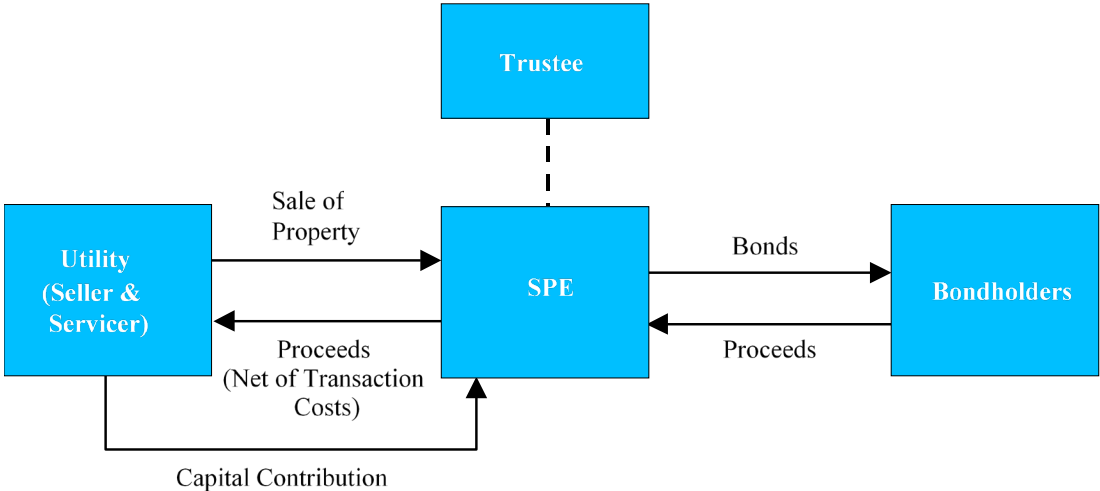 Trustee
Sale of
Property
Utility
(Seller &
Servicer)
SPE
Bonds
Bondholders
Proceeds
(Net of Transaction
Costs)
Proceeds
Capital Contribution